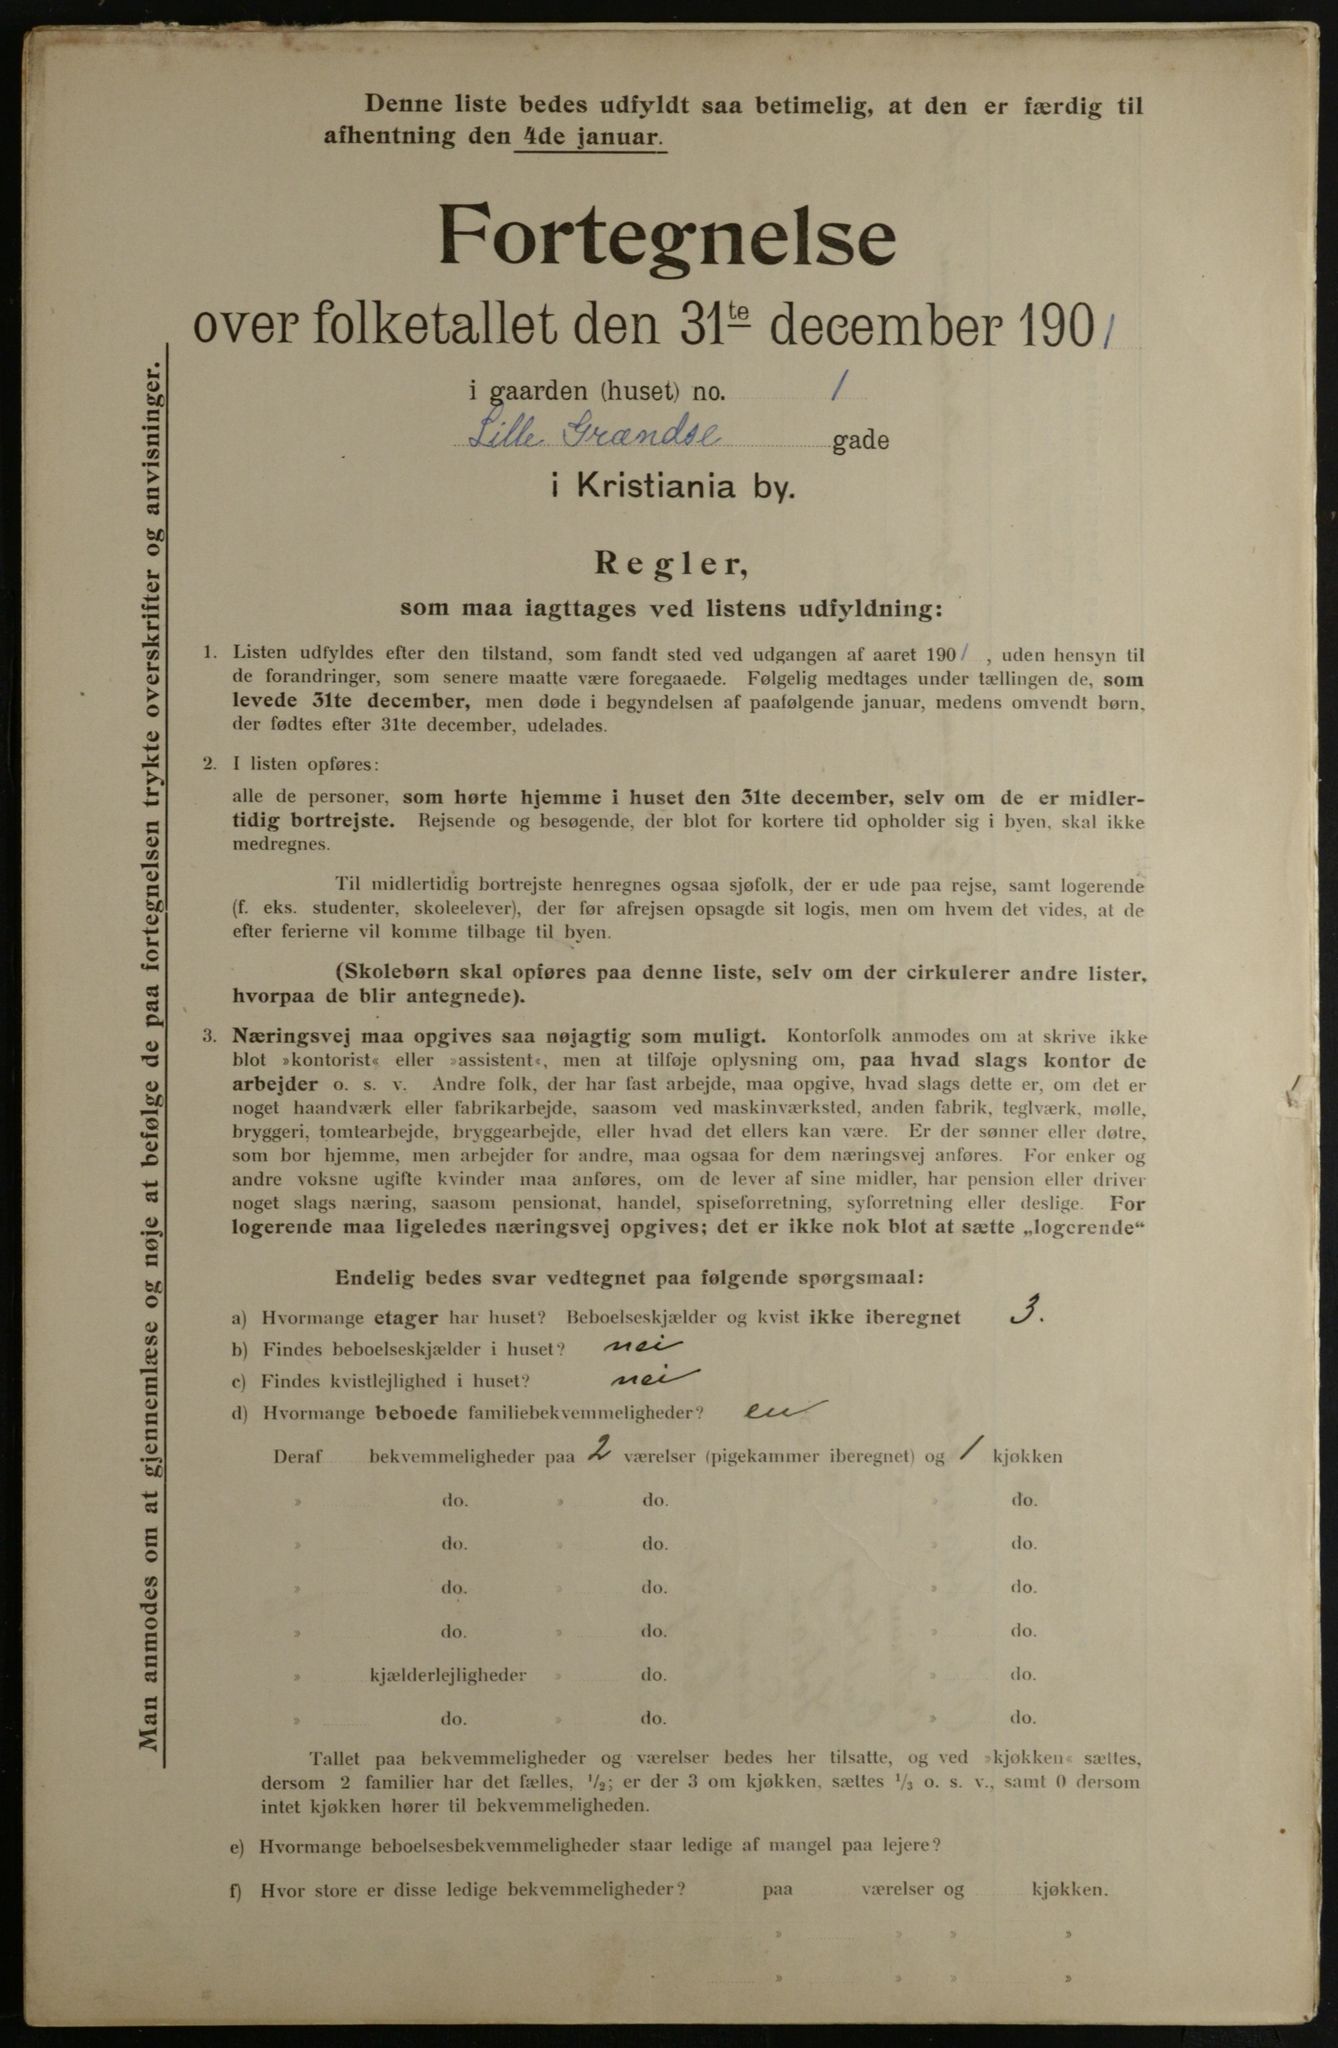 Denne liste bedes udfyldt saa betimelig, at den er færdig til
afhentning den 4de januar.
Fortegnelse
over folketallet den 31te december 1901
i gaarden (huset) no. 1
Lille Grændse gade
i Kristiania by.
Regler,
som maa iagttages ved listens udfyldning:
1. Listen udfyldes efter den tilstand, som fandt sted ved udgangen af aaret 1901, uden hensyn til
de forandringer, som senere maatte være foregaaede. Følgelig medtages under tællingen de, som
levede 31te december, men døde i begyndelsen af paafølgende januar, medens omvendt børn,
der fødtes efter 31te december, udelades.
2. I listen opføres:
alle de personer, som hørte hjemme i huset den 31te december, selv om de er midler-
tidig bortrejste. Rejsende og besøgende, der blot for kortere tid opholder sig i byen, skal ikke
medregnes.
Til midlertidig bortrejste henregnes ogsaa sjøfolk, der er ude paa rejse, samt logerende
(f. eks. studenter, skoleelever), der før afrejsen opsagde sit logis, men om hvem det vides, at de
efter ferierne vil komme tilbage til byen.
(Skolebørn skal opføres paa denne liste, selv om der cirkulerer andre lister,
hvorpaa de blir antegnede).
3. Næringsvej maa opgives saa nøjagtig som muligt. Kontorfolk anmodes om at skrive ikke
blot »kontorist« eller »assistent«, men at tilføje oplysning om, paa hvad slags kontor de
arbejder o. s. v. Andre folk, der har fast arbejde, maa opgive, hvad slags dette er, om det er
noget haandværk eller fabrikarbejde, saasom ved maskinværksted, anden fabrik, teglværk, mølle,
bryggeri, tomtearbejde, bryggearbejde, eller hvad det ellers kan være. Er der sønner eller døtre,
som bor hjemme, men arbejder for andre, maa ogsaa for dem næringsvej anføres. For enker og
andre voksne ugifte kvinder maa anføres, om de lever af sine midler, har pension eller driver
noget slags næring, saasom pensionat, handel, spiseforretning, syforretning eller deslige. For
logerende maa ligeledes næringsvej opgives; det er ikke nok blot at sætte „logerende“
Endelig bedes svar vedtegnet paa følgende spørgsmaal:
a) Hvormange etager har huset? Beboelseskjælder og kvist ikke iberegnet 3.
b) Findes beboelseskjælder i huset? nei
c) Findes kvistlejlighed i huset? nei
d) Hvormange beboede familiebekvemmeligheder? en
Deraf bekvemmeligheder paa 2 værelser (pigekammer iberegnet) og 1 kjøkken
» do. » do. » do.
» do. » do. » do.
» do. » do. » do.
» do. » do. » do.
» kjælderlejligheder » do. » do.
» do. » do. » do.
Tallet paa bekvemmeligheder og værelser bedes her tilsatte, og ved »kjøkken« sættes,
dersom 2 familier har det fælles, 1/2; er der 3 om kjøkken, sættes 1/3 o. s. v., samt 0 dersom
intet kjøkken hører til bekvemmeligheden.
e) Hvormange beboelsesbekvemmeligheder staar ledige af mangel paa lejere?
f) Hvor store er disse ledige bekvemmeligheder? paa værelser og kjøkken.
» » » »
» » » »
Man anmodes om at gjennemlæse og nøje at befølge de paa fortegnelsen trykte overskrifter og anvisninger.